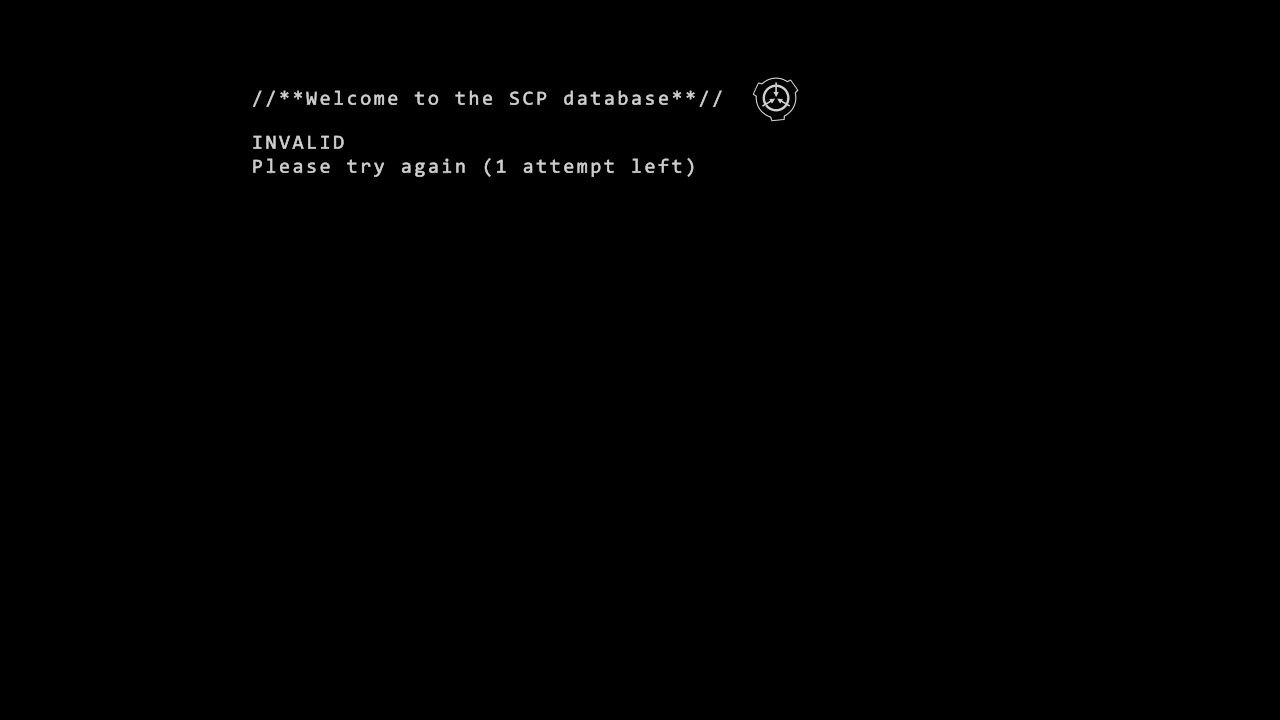 //**Welcome to the SCP database**//
INVALID
Please try again (1 attempt left)